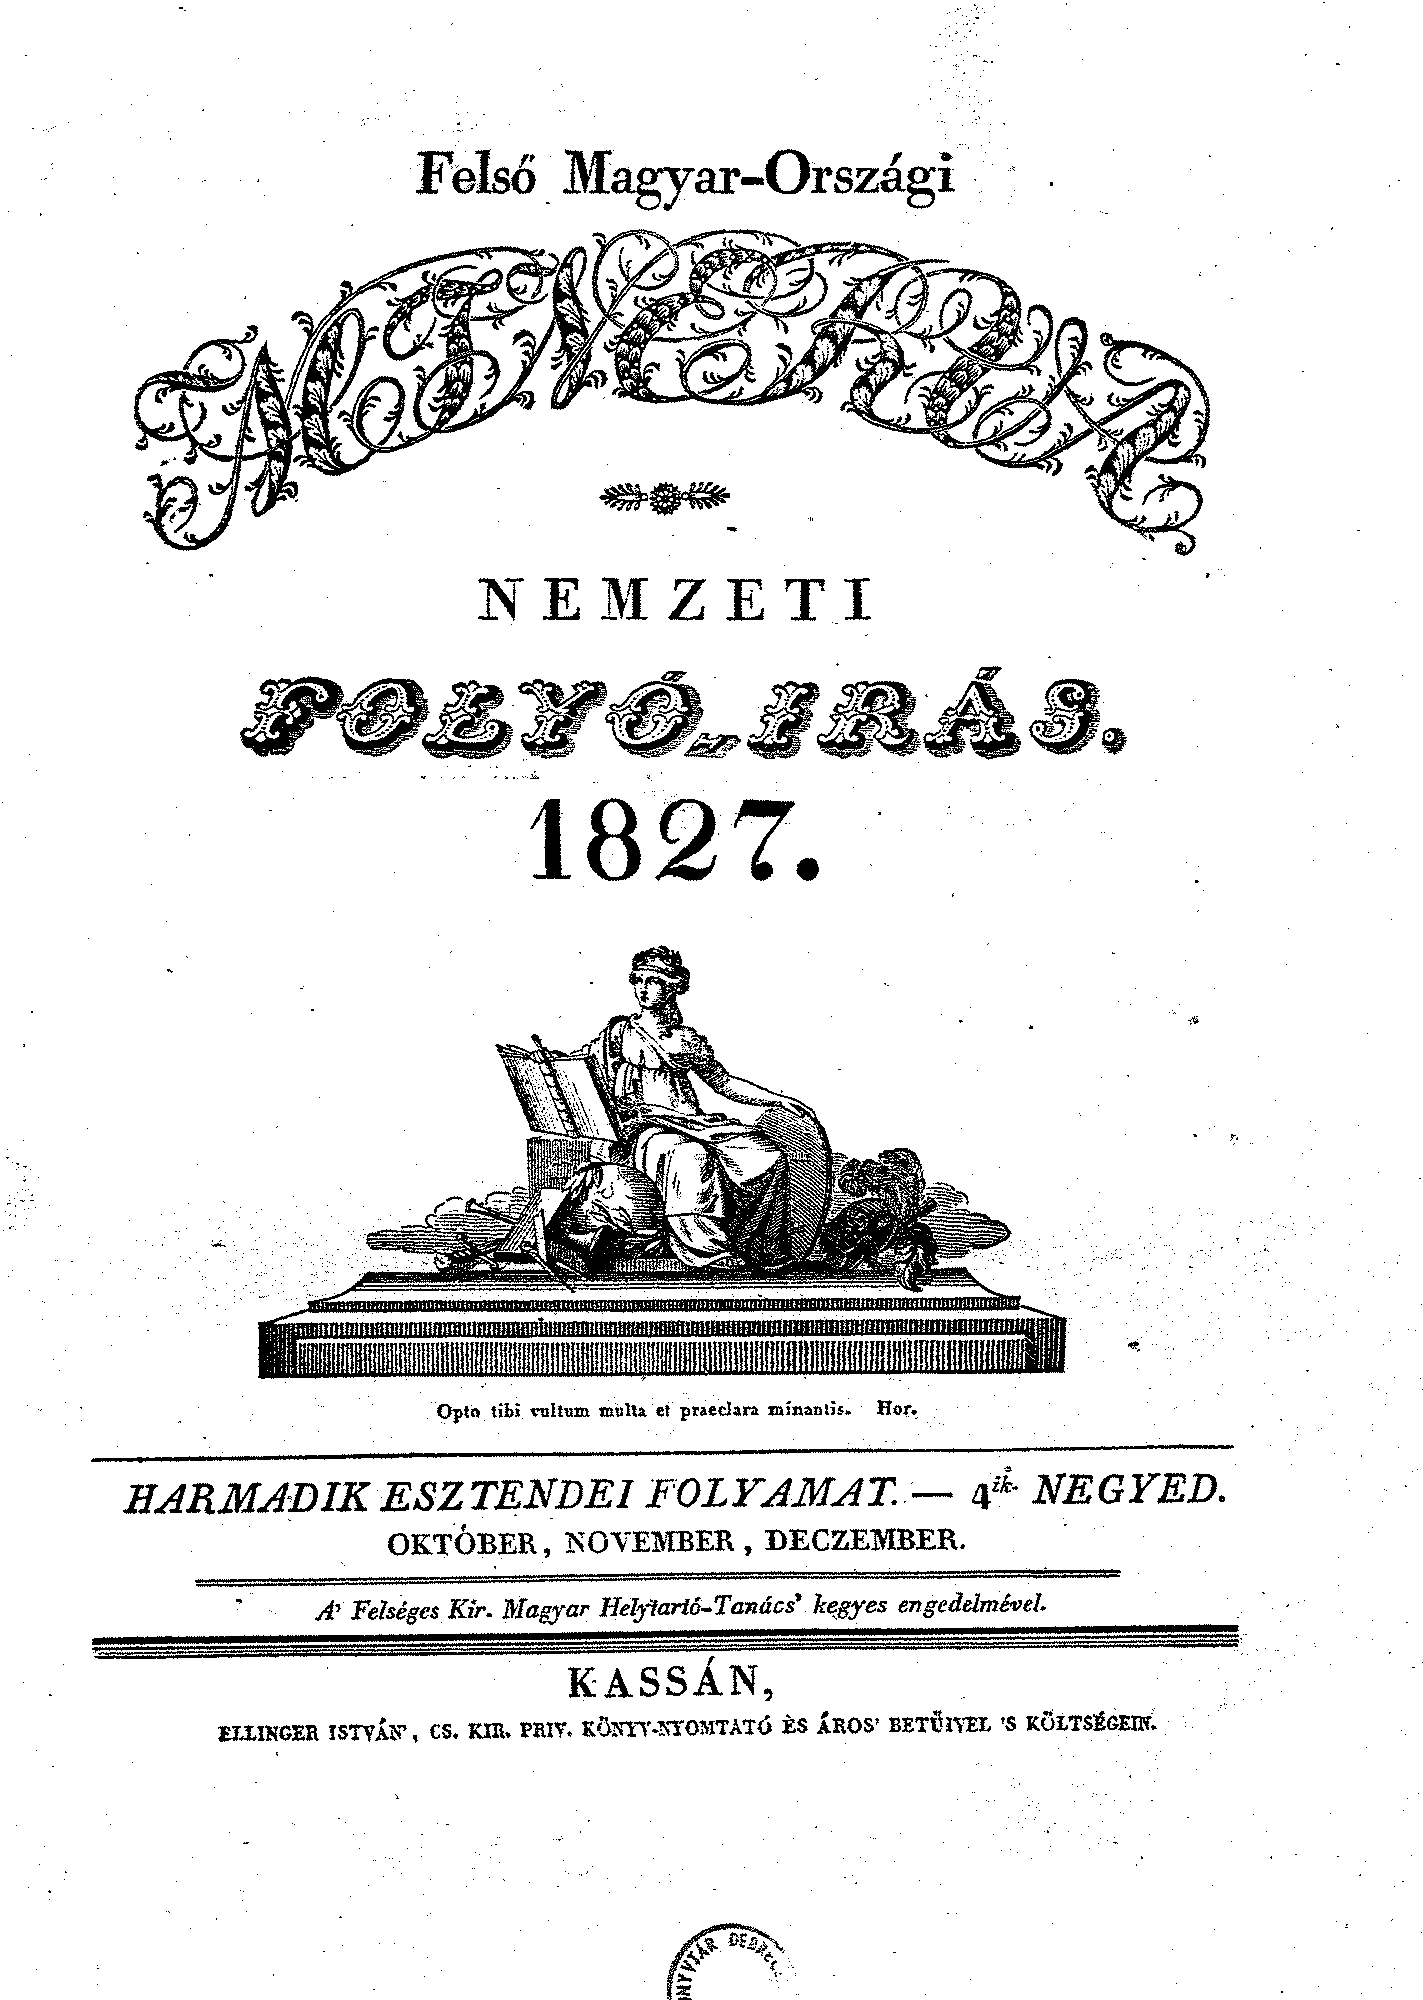 Felső Magyar-Országi
MINERVA
NEMZETI
FOLYÓ-IRÁS.
1827.
Opto tibi vultum multa et praeclara minantis. Hor.
HARMADIK ESZTENDEI FOLYAMAT. — 4ik. NEGYED.
OKTÓBER, NOVEMBER, DECZEMBER.
A' Felséges Kir. Magyar Helytartó-Tanács' kegyes engedelmével.
KASSÁN,
ELLINGER ISTVÁN', CS. KIR. PRIV. KÖNYV-NYOMTATÓ ÈS ÁROS' BETŰIVEL 'S KÖLTSÉGEIN.